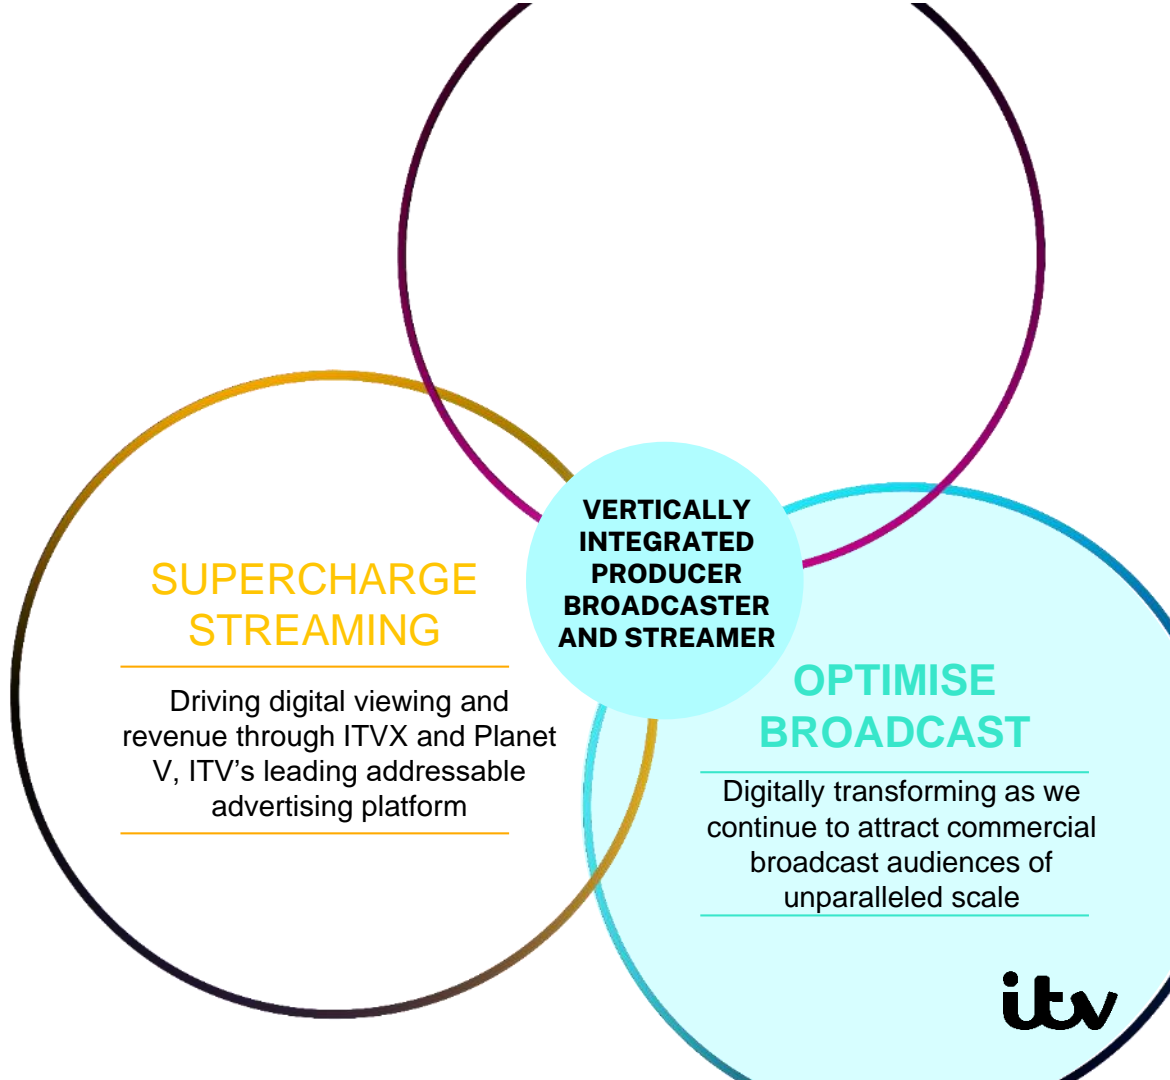 VERTICALLY
INTEGRATED
PRODUCER
BROADCASTER
AND STREAMER
SUPERCHARGE
STREAMING
Driving digital viewing and
revenue through ITVX and Planet
V, ITV's leading addressable
advertising platform
OPTIMISE
BROADCAST
Digitally transforming as we
continue to attract commercial
broadcast audiences of
unparalleled scale
itv